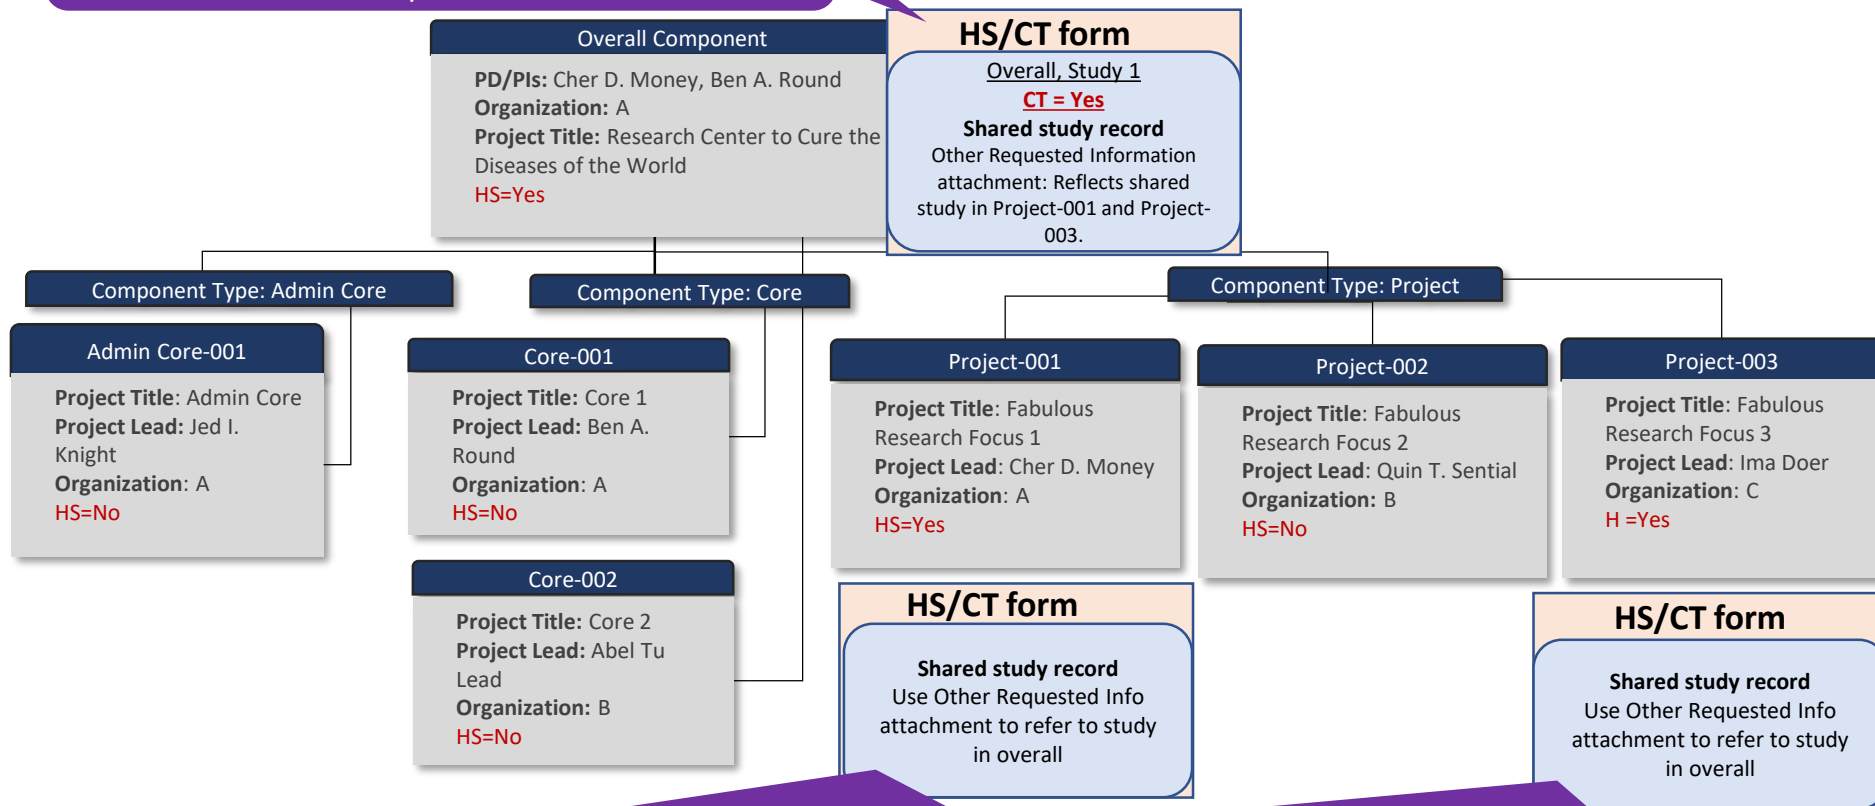 HS/CT form
Overall Component
Overall, Study 1
CT = Yes
Shared study record
Other Requested Information
attachment: Reflects shared
study in Project-001 and Project-
003.
PD/PIs: Cher D. Money, Ben A. Round
Organization: A
Project Title: Research Center to Cure the
Diseases of the World
HS=Yes
Component Type: Admin Core
Component Type: Core
Component Type: Project
Admin Core-001
Project Title: Admin Core
Project Lead: Jed I.
Knight
Organization: A
HS=No
Core-001
Project Title: Core 1
Project Lead: Ben A.
Round
Organization: A
HS=No
Core-002
Project Title: Core 2
Project Lead: Abel Tu
Lead
Organization: B
HS=No
Project-001
Project Title: Fabulous
Research Focus 1
Project Lead: Cher D. Money
Organization: A
HS=Yes
HS/CT form
Shared study record
Use Other Requested Info
attachment to refer to study
in overall
Project-002
Project Title: Fabulous
Research Focus 2
Project Lead: Quin T. Sential
Organization: B
HS=No
Project-003
Project Title: Fabulous
Research Focus 3
Project Lead: Ima Doer
Organization: C
H =Yes
HS/CT form
Shared study record
Use Other Requested Info
attachment to refer to study
in overall